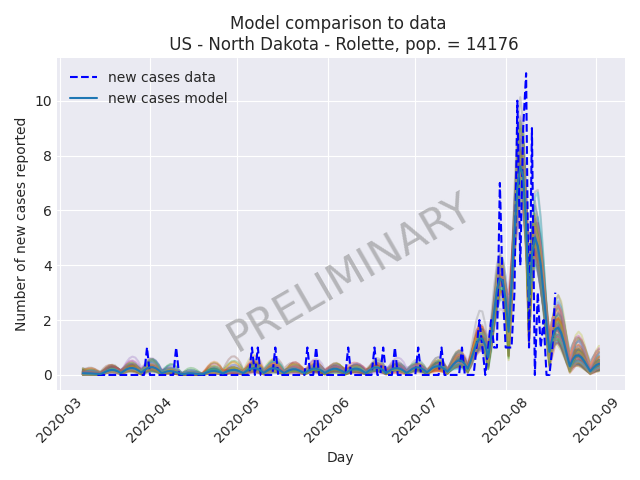 Model comparison to data
US - North Dakota - Rolette, pop. = 14176
new cases data
new cases model
PRELIMINARY
Number of new cases reported
10
8
6
4
2
0
2020-03
2020-04
2020-05
2020-06
2020-07
2020-08
2020-09
Day